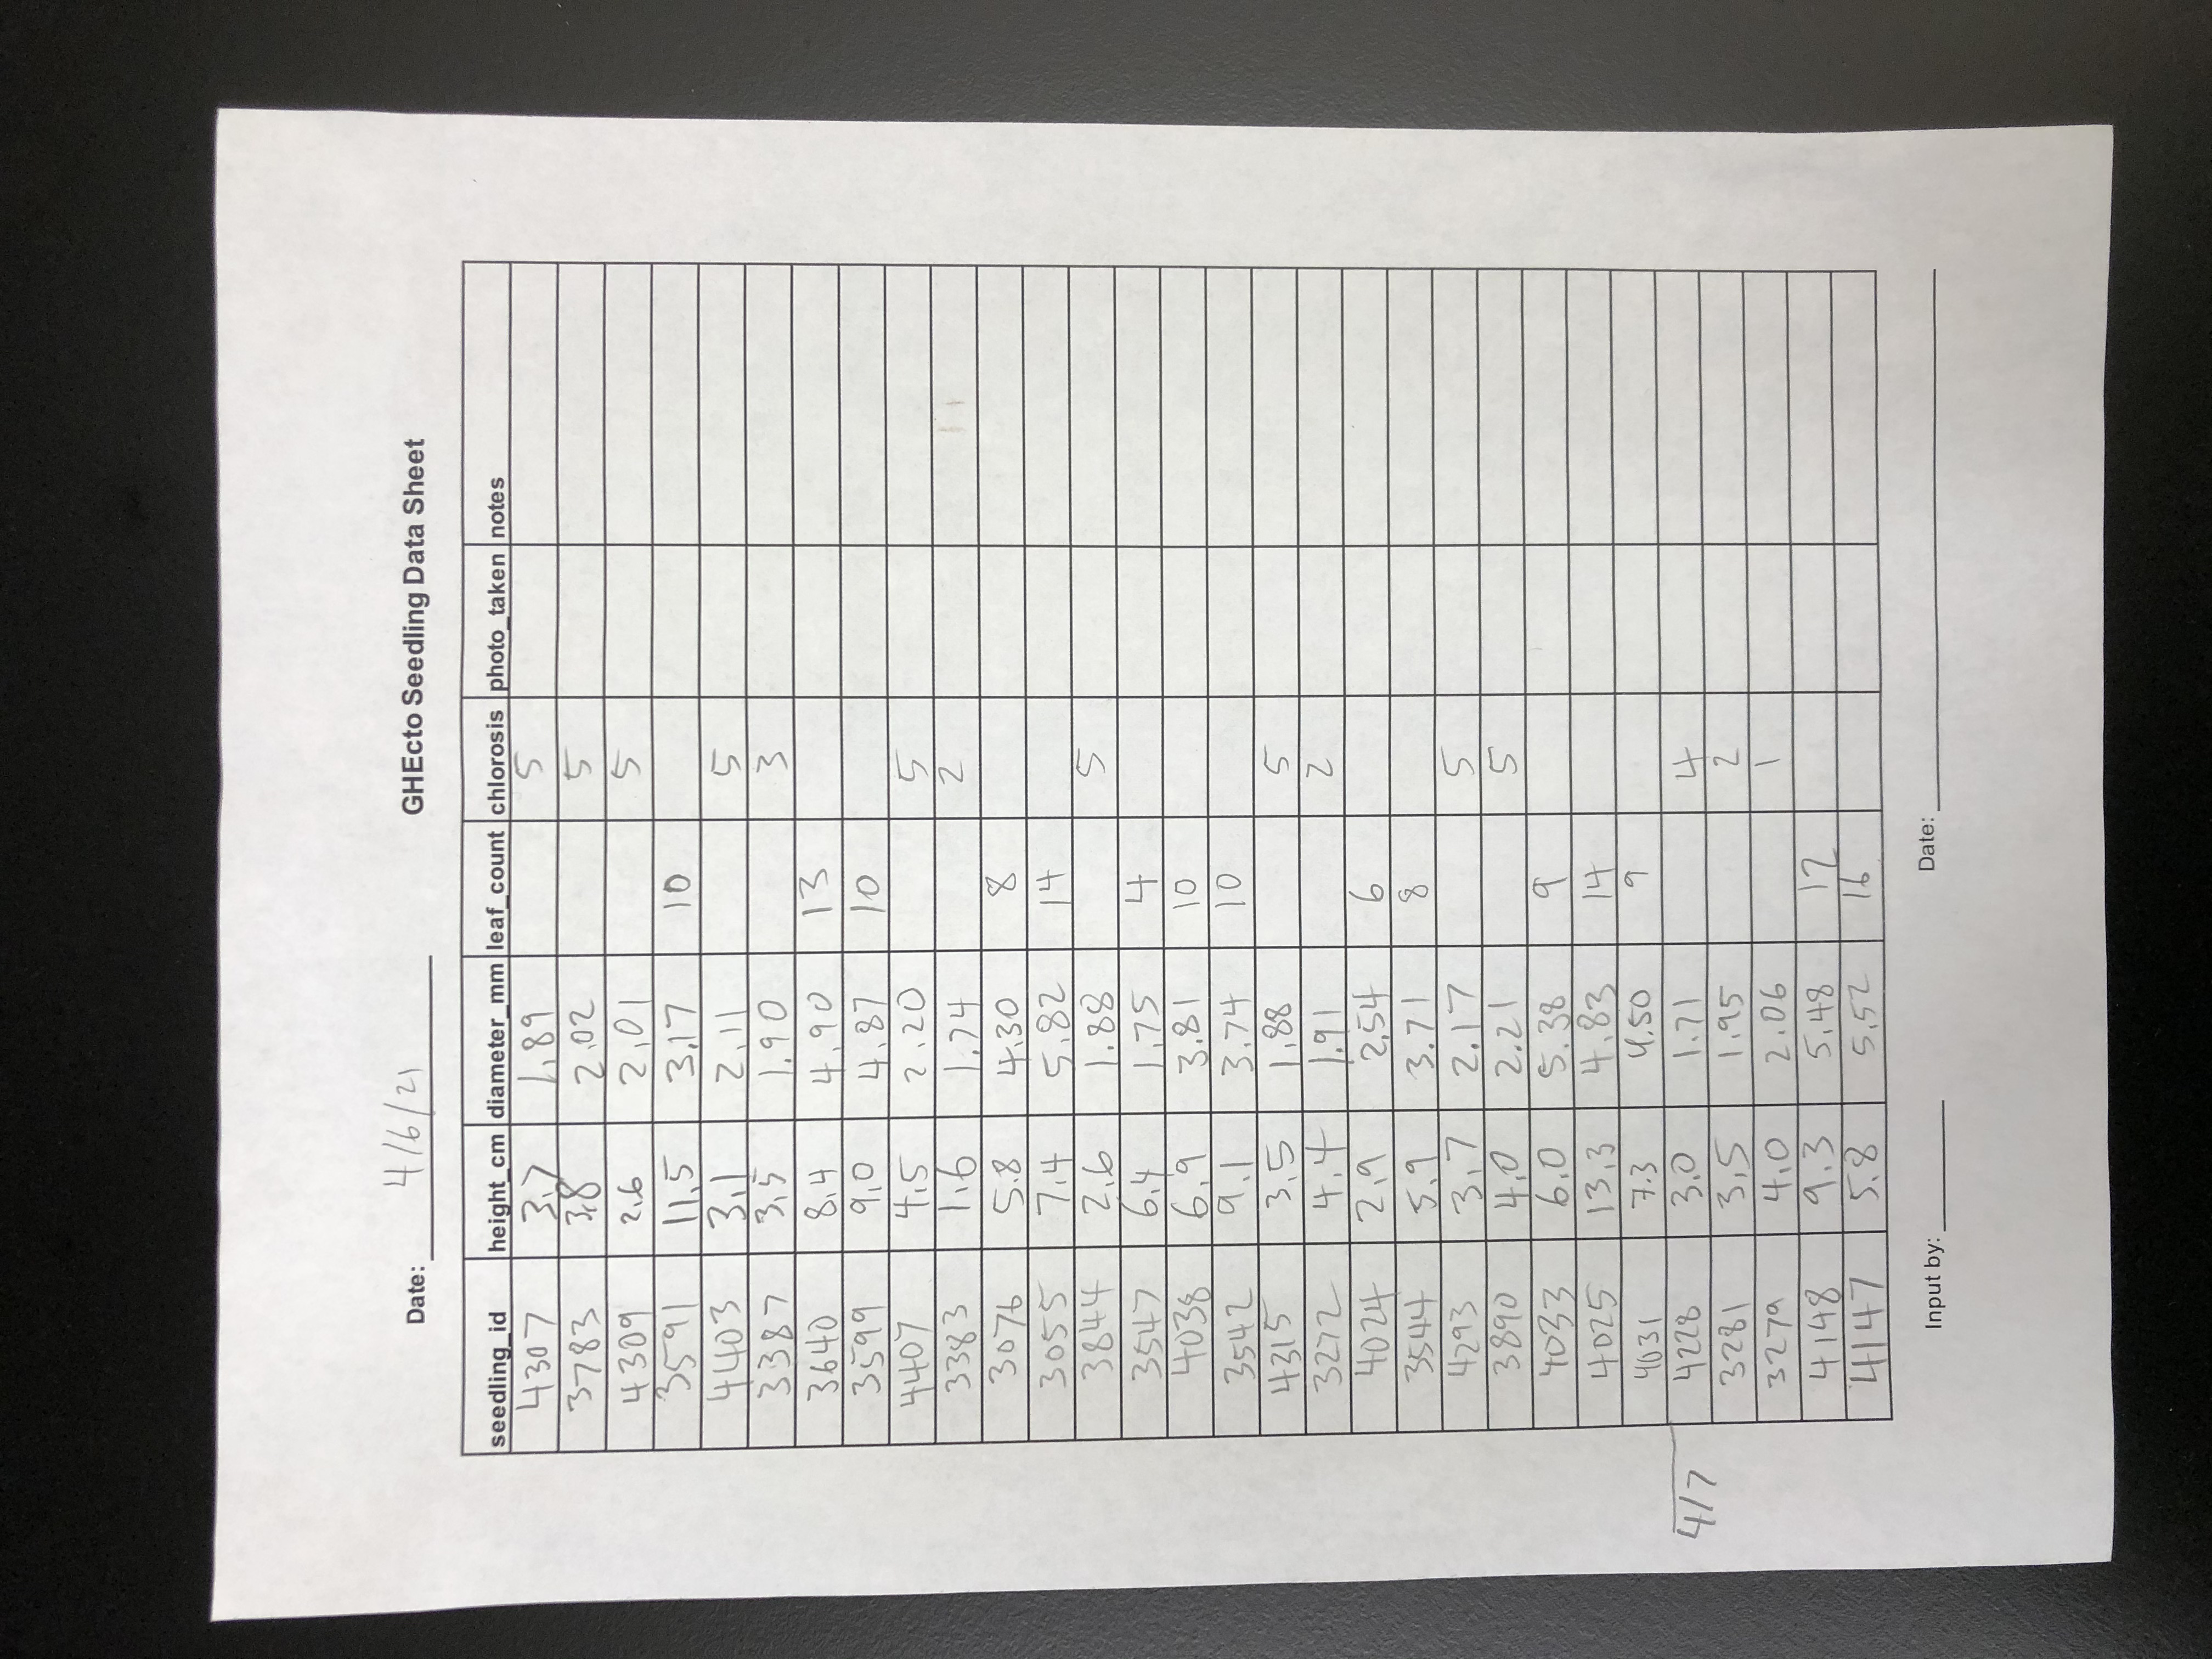 Date: 4/6/21
GHEcto Seedling Data Sheet
seedling_id height_cm diameter_mm leaf_count chlorosis photo_taken notes
4307 3.7 1.89 5
3783 3.8 2.02 5
4309 2.6 2.01 5
3591 11.5 3.17 10
4403 3.1 2.11 5
3387 3.5 1.90 3
3640 8.4 4.90 13
3599 9.0 4.87 10
4407 4.5 2.20 5
3383 1.6 1.74 2
3076 5.8 4.30 8
3055 7.4 5.82 14
3844 2.6 1.88 5
3547 6.4 1.75 4
4038 6.9 3.81 10
3542 9.1 3.74 10
4315 3.5 1.88 5
3272 4.4 1.91 2
4024 2.9 2.54 6
3544 5.9 3.71 8
4293 3.7 2.17 5
3890 4.0 2.21 5
4033 6.0 5.38 9
4025 13.3 4.83 14
4031 7.3 4.50 9
4/7 4228 3.0 1.71 4
3281 3.5 1.95 2
3279 4.0 2.06 1
4148 9.3 5.48 12
4147 5.8 5.52 16
Input by: Date: